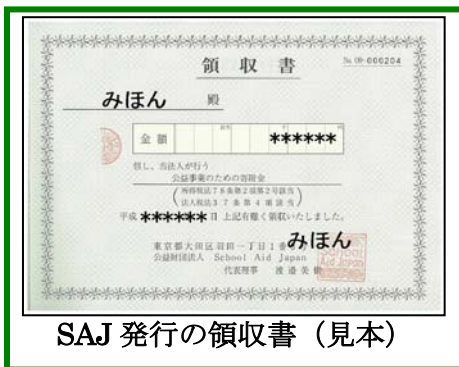 領収書
No 09-000204
みほん 殿
金額 ******
但し、当法人が行う
公益事業のための寄附金
(所得税法78条第2項第2号該当
法人税法37条第4項該当)
平成 ****** 日 上記有難く領収いたしました。
みほん
東京都大田区羽田一丁目1番
公益財団法人 School Aid Japan
代表理事 渡邉美樹
SAJ 発行の領収書（見本）